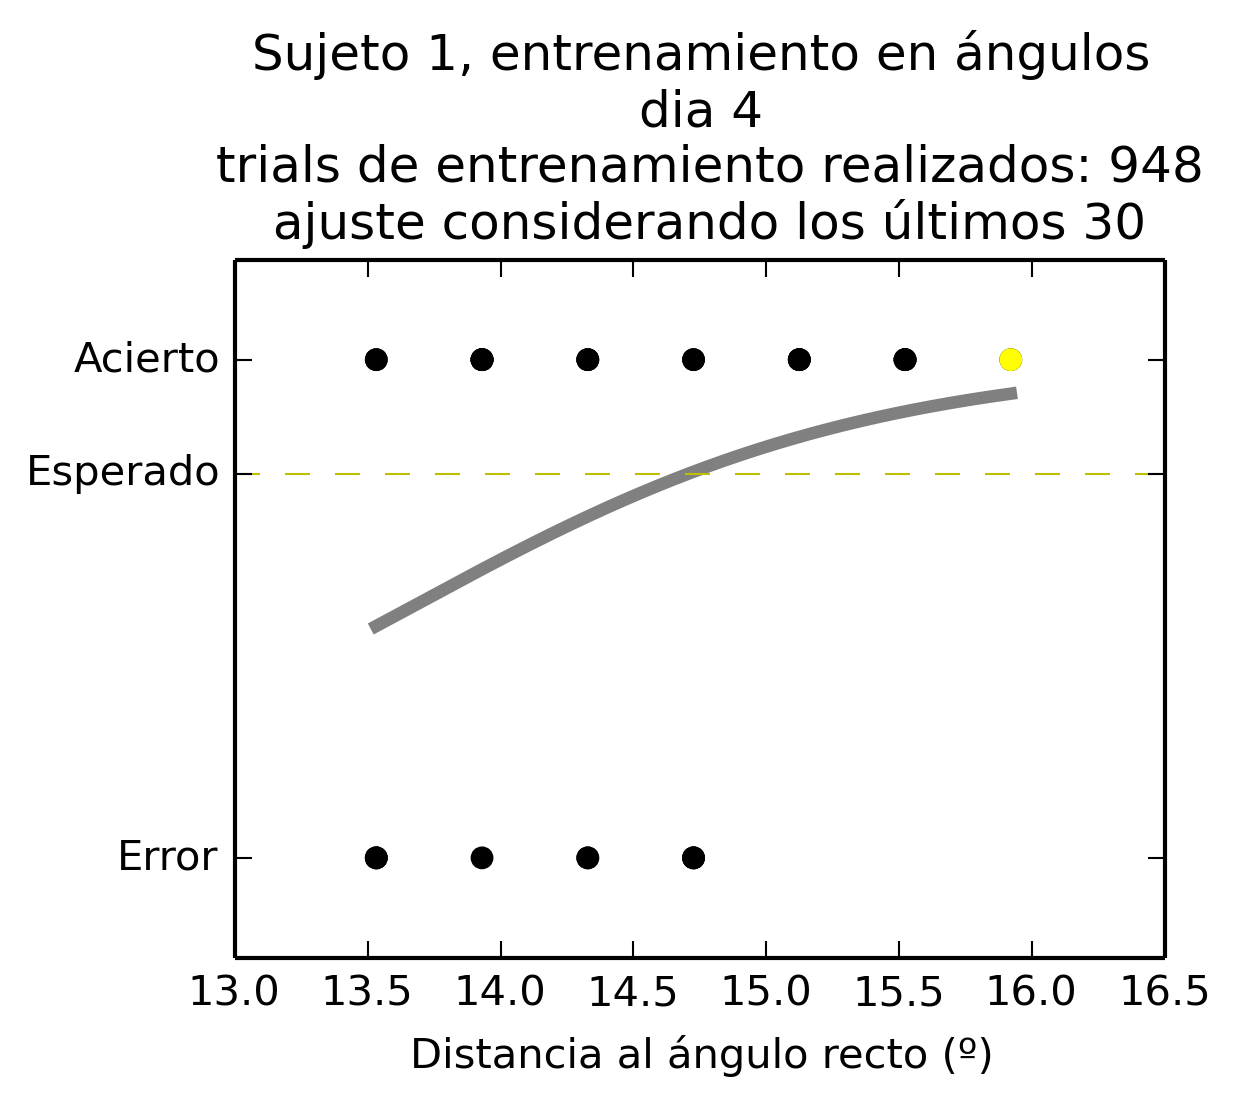 Sujeto 1, entrenamiento en ángulos
dia 4
trials de entrenamiento realizados: 948
ajuste considerando los últimos 30
Acierto
Esperado
Error
13.0 13.5 14.0 14.5 15.0 15.5 16.0 16.5
Distancia al ángulo recto (º)